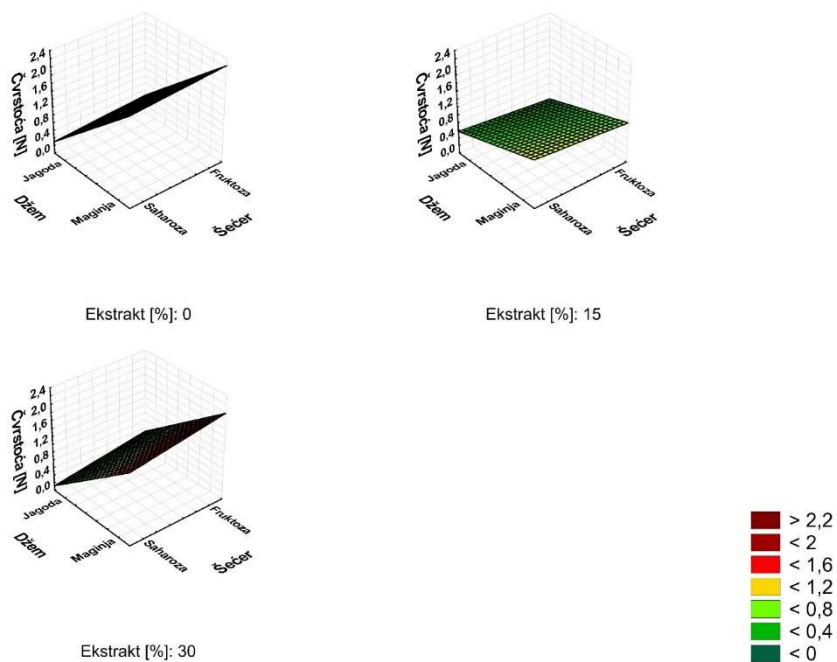 2,4
2,0
1,6
1,2
0,8
0,4
0,0
Čvrstoća [N]
Jagoda
Maginja
Džem
Saharoza
Fruktoza
Šećer
Ekstrakt [%]: 0
2,4
2,0
1,6
1,2
0,8
0,4
0,0
Čvrstoća [N]
Jagoda
Maginja
Džem
Saharoza
Fruktoza
Šećer
Ekstrakt [%]: 15
2,4
2,0
1,6
1,2
0,8
0,4
0,0
Čvrstoća [N]
Jagoda
Maginja
Džem
Saharoza
Fruktoza
Šećer
Ekstrakt [%]: 30
> 2,2
< 2
< 1,6
< 1,2
< 0,8
< 0,4
< 0